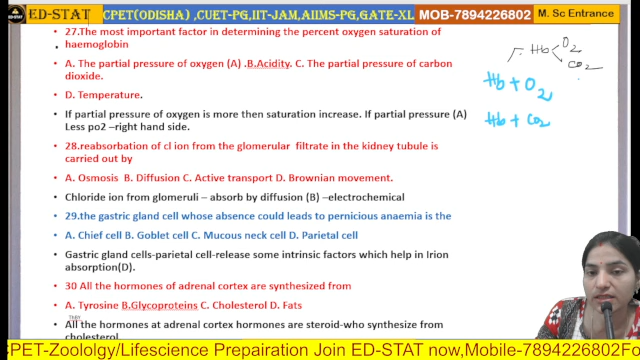 ED-STAT
CPET(ODISHA) ,CUET-PG,IIT-JAM,AIIMS-PG,GATE-XL
MOB-7894226802
M. Sc Entrance
27.The most important factor in determining the percent oxygen saturation of
haemoglobin
A. The partial pressure of oxygen (A) .B.Acidity. C. The partial pressure of carbon
dioxide.
D. Temperature.
If partial pressure of oxygen is more then saturation increase. If partial pressure (A)
Less po2 –right hand side.
28.reabsorbation of cl ion from the glomerular filtrate in the kidney tubule is
carried out by
A. Osmosis B. Diffusion C. Active transport D. Brownian movement.
Chloride ion from glomeruli – absorb by diffusion (B) –electrochemical
29.the gastric gland cell whose absence could leads to pernicious anaemia is the
A. Chief cell B. Goblet cell C. Mucous neck cell D. Parietal cell
Gastric gland cells-parietal cell-release some intrinsic factors which help in Irion
absorption(D).
30 All the hormones of adrenal cortex are synthesized from
A. Tyrosine B.Glycoproteins C. Cholesterol D. Fats
All the hormones at adrenal cortex hormones are steroid-who synthesize from
cholesterol
Hb O2
CO2
Hb + O2
Hb + CO2
CPET-Zoololgy/Lifescience Prepairation Join ED-STAT now,Mobile-7894226802FC